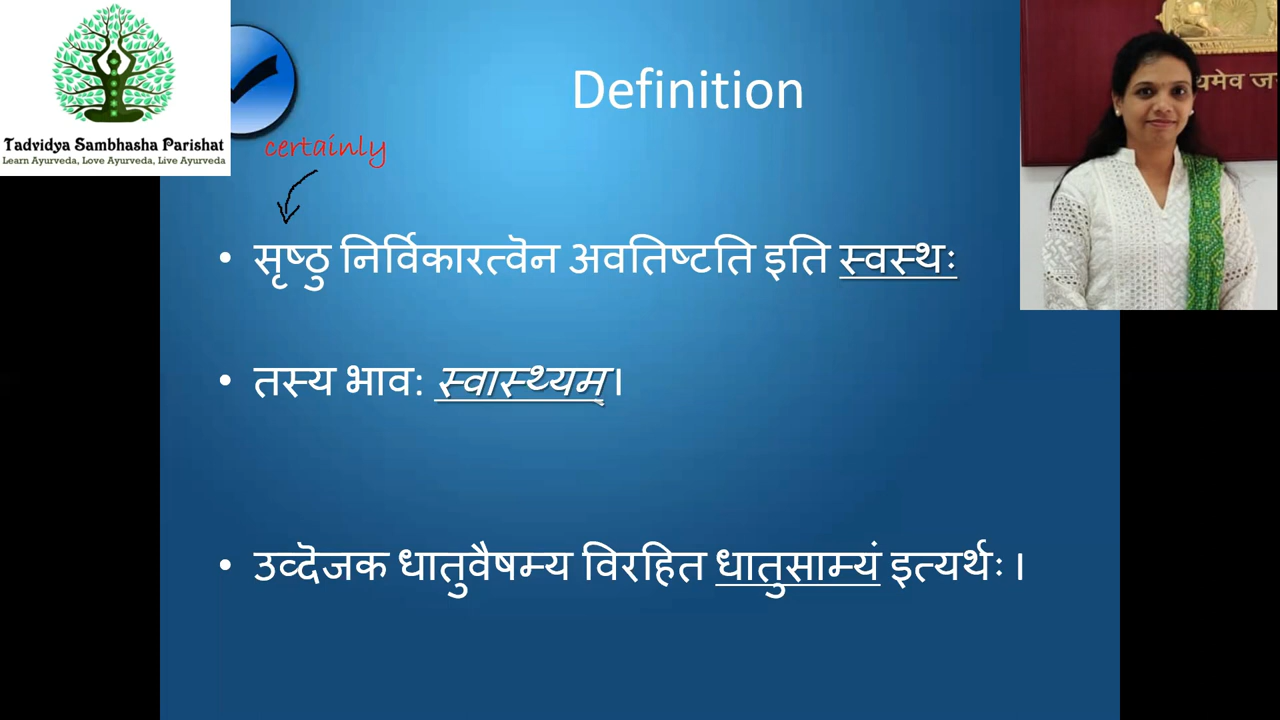 Definition
Tadvidya Sambhasha Parishat
Learn Ayurveda, Love Ayurveda, Live Ayurveda
certainly
• सृष्ठु निर्विकारत्वॆन अवतिष्टति इति स्वस्थः
• तस्य भाव: स्वास्थ्यम्।
• उव्दॆजक धातुवैषम्य विरहित धातुसाम्यं इत्यर्थः।